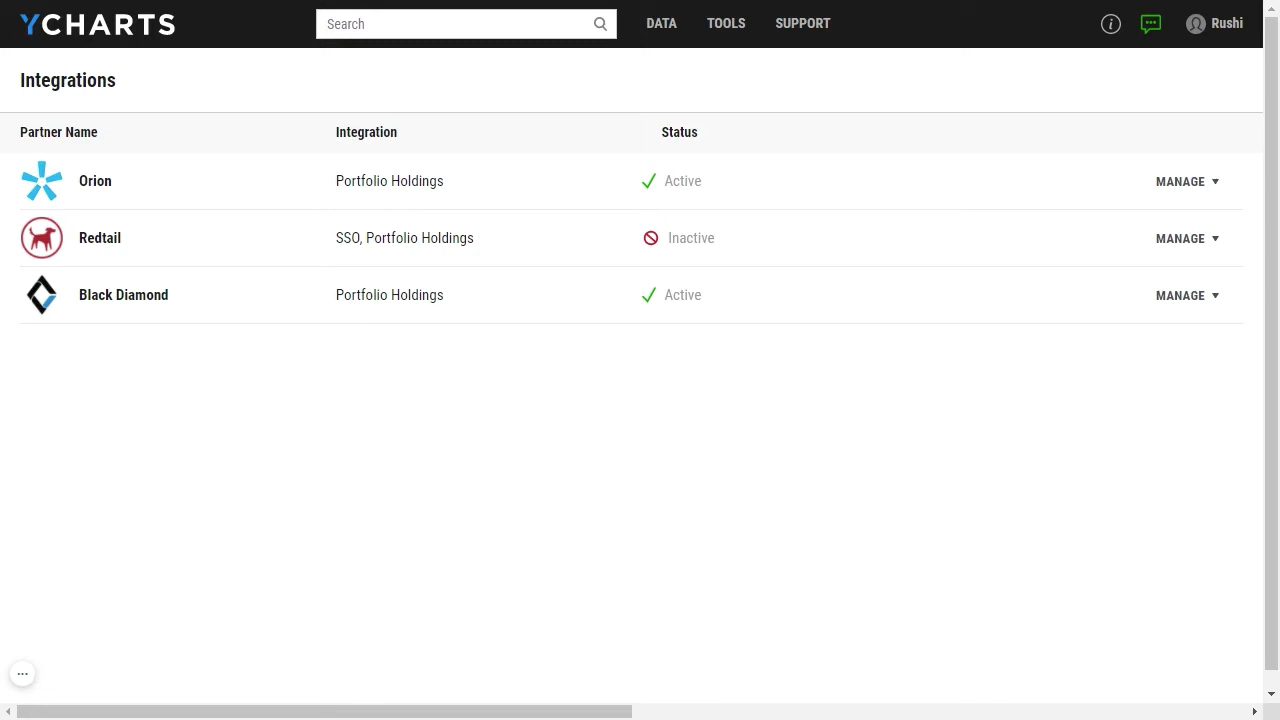 YCHARTS Search DATA TOOLS SUPPORT i Rushi
Integrations
Partner Name Integration Status
Orion Portfolio Holdings Active MANAGE
Redtail SSO, Portfolio Holdings Inactive MANAGE
Black Diamond Portfolio Holdings Active MANAGE
...